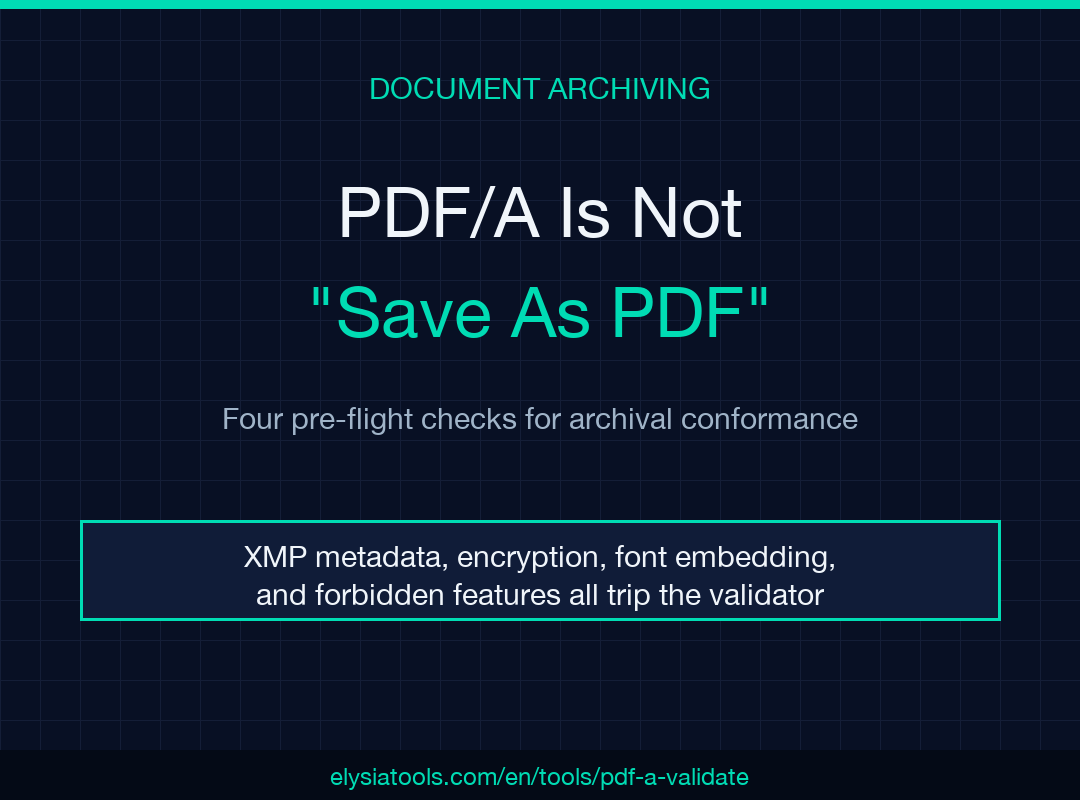 DOCUMENT ARCHIVING
PDF/A Is Not
"Save As PDF"
Four pre-flight checks for archival conformance
XMP metadata, encryption, font embedding,
and forbidden features all trip the validator
elysiatools.com/en/tools/pdf-a-validate